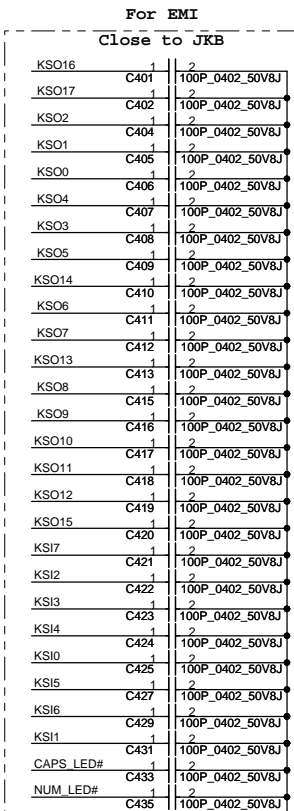 For EMI
Close to JKB
KSO16 1 2
C401 100P_0402_50V8J
KSO17 1 2
C402 100P_0402_50V8J
KSO2 1 2
C404 100P_0402_50V8J
KSO1 1 2
C405 100P_0402_50V8J
KSO0 1 2
C406 100P_0402_50V8J
KSO4 1 2
C407 100P_0402_50V8J
KSO3 1 2
C408 100P_0402_50V8J
KSO5 1 2
C409 100P_0402_50V8J
KSO14 1 2
C410 100P_0402_50V8J
KSO6 1 2
C411 100P_0402_50V8J
KSO7 1 2
C412 100P_0402_50V8J
KSO13 1 2
C413 100P_0402_50V8J
KSO8 1 2
C415 100P_0402_50V8J
KSO9 1 2
C416 100P_0402_50V8J
KSO10 1 2
C417 100P_0402_50V8J
KSO11 1 2
C418 100P_0402_50V8J
KSO12 1 2
C419 100P_0402_50V8J
KSO15 1 2
C420 100P_0402_50V8J
KSI7 1 2
C421 100P_0402_50V8J
KSI2 1 2
C422 100P_0402_50V8J
KSI3 1 2
C423 100P_0402_50V8J
KSI4 1 2
C424 100P_0402_50V8J
KSI0 1 2
C425 100P_0402_50V8J
KSI5 1 2
C427 100P_0402_50V8J
KSI6 1 2
C429 100P_0402_50V8J
KSI1 1 2
C431 100P_0402_50V8J
CAPS_LED# 1 2
C433 100P_0402_50V8J
NUM_LED# 1 2
C435 100P_0402_50V8J